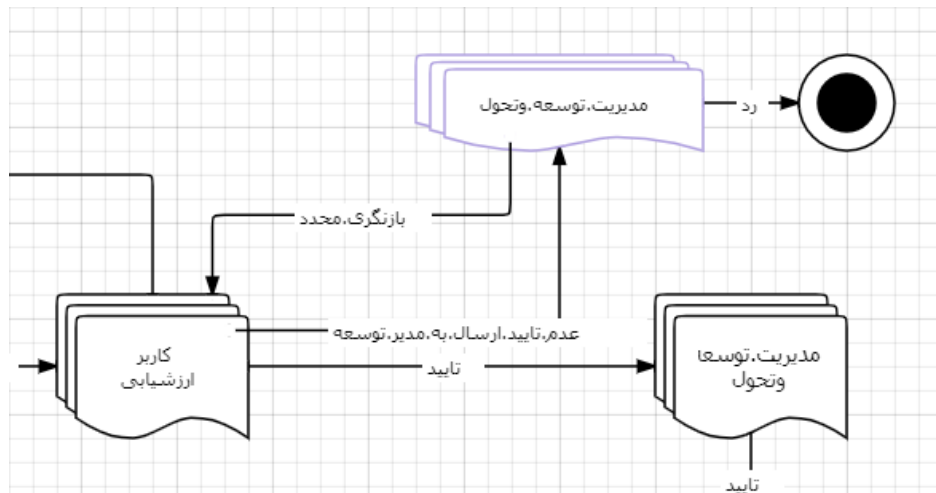 مدیریت.توسعه.وتحول
رد
بازنگری.مجدد
عدم.تایید.ارسال.به.مدیر.توسعه
کاربر
ارزشیابی
تایید
مدیریت.توسعه
وتحول
تایید